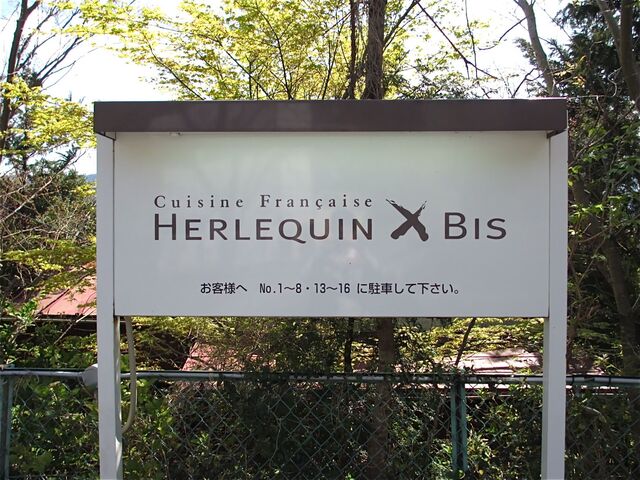 Cuisine Française
HERLEQUIN X BIS
お客様へ No.1〜8・13〜16 に駐車して下さい。